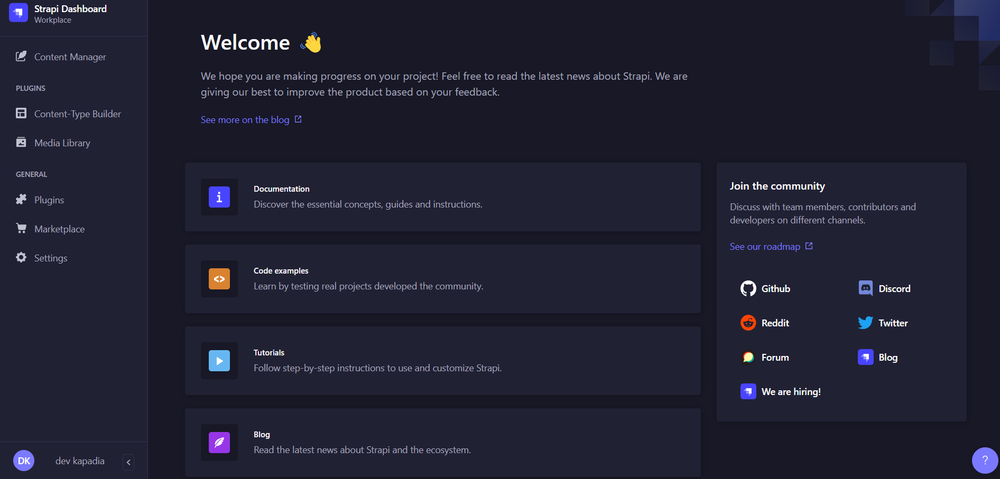 Strapi Dashboard
Workplace
Content Manager
PLUGINS
Content-Type Builder
Media Library
GENERAL
Plugins
Marketplace
Settings
DK
dev kapadia
Welcome 👋
We hope you are making progress on your project! Feel free to read the latest news about Strapi. We are
giving our best to improve the product based on your feedback.
See more on the blog
Documentation
Discover the essential concepts, guides and instructions.
Code examples
Learn by testing real projects developed the community.
Tutorials
Follow step-by-step instructions to use and customize Strapi.
Blog
Read the latest news about Strapi and the ecosystem.
Join the community
Discuss with team members, contributors and
developers on different channels.
See our roadmap
Github
Discord
Reddit
Twitter
Forum
Blog
We are hiring!
?